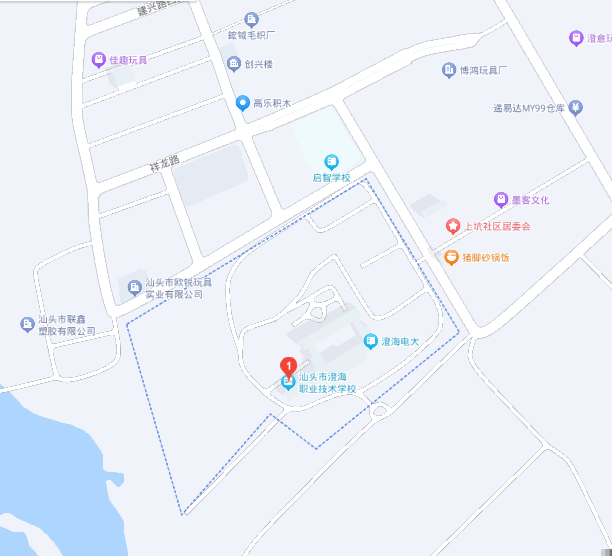 建兴路
毓钺毛织厂
澄意玩
佳趣玩具
创兴楼
博鸿玩具厂
高乐积木
递易达MY99仓库
祥龙路
启智学校
墨客文化
上坑社区居委会
猪脚砂锅饭
汕头市欧锐玩具
实业有限公司
汕头市联鑫
塑胶有限公司
澄海电大
1
汕头市澄海
职业技术学校